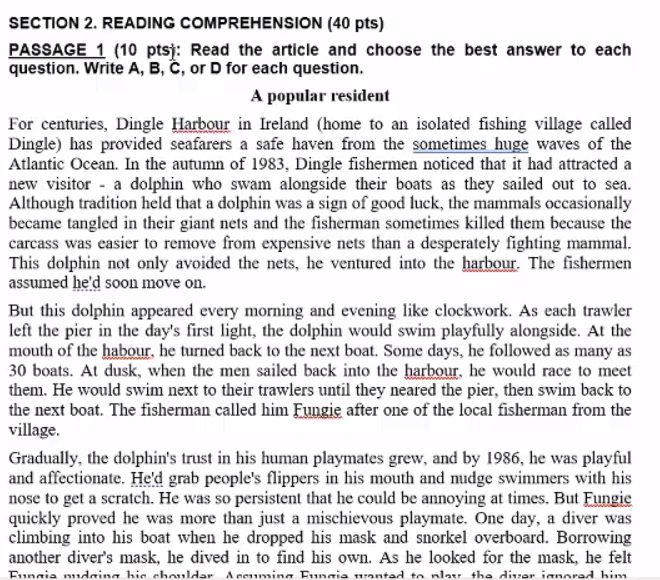 SECTION 2. READING COMPREHENSION (40 pts)
PASSAGE 1 (10 pts): Read the article and choose the best answer to each
question. Write A, B, C, or D for each question.
A popular resident
For centuries, Dingle Harbour in Ireland (home to an isolated fishing village called
Dingle) has provided seafarers a safe haven from the sometimes huge waves of the
Atlantic Ocean. In the autumn of 1983, Dingle fishermen noticed that it had attracted a
new visitor - a dolphin who swam alongside their boats as they sailed out to sea.
Although tradition held that a dolphin was a sign of good luck, the mammals occasionally
became tangled in their giant nets and the fisherman sometimes killed them because the
carcass was easier to remove from expensive nets than a desperately fighting mammal.
This dolphin not only avoided the nets, he ventured into the harbour. The fishermen
assumed he'd soon move on.
But this dolphin appeared every morning and evening like clockwork. As each trawler
left the pier in the day's first light, the dolphin would swim playfully alongside. At the
mouth of the habour, he turned back to the next boat. Some days, he followed as many as
30 boats. At dusk, when the men sailed back into the harbour, he would race to meet
them. He would swim next to their trawlers until they neared the pier, then swim back to
the next boat. The fisherman called him Fungie after one of the local fisherman from the
village.
Gradually, the dolphin's trust in his human playmates grew, and by 1986, he was playful
and affectionate. He'd grab people's flippers in his mouth and nudge swimmers with his
nose to get a scratch. He was so persistent that he could be annoying at times. But Fungie
quickly proved he was more than just a mischievous playmate. One day, a diver was
climbing into his boat when he dropped his mask and snorkel overboard. Borrowing
another diver's mask, he dived in to find his own. As he looked for the mask, he felt
Fungie nudging his shoulder. Assuming Fungie wanted to play, the diver ignored him.